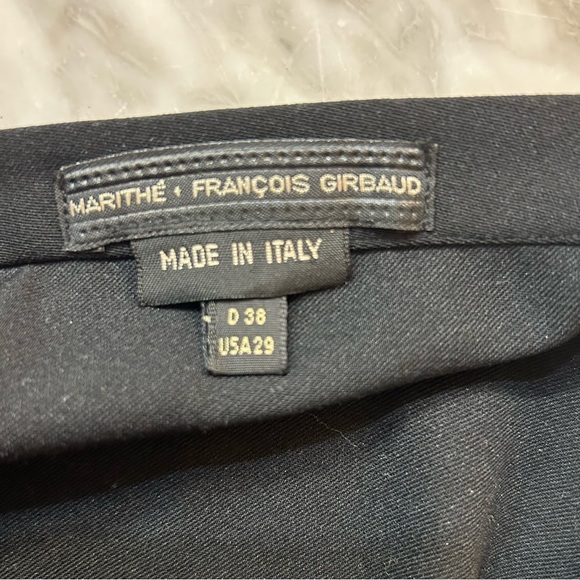 MARITHÉ • FRANÇOIS GIRBAUD
MADE IN ITALY
D 38
USA29